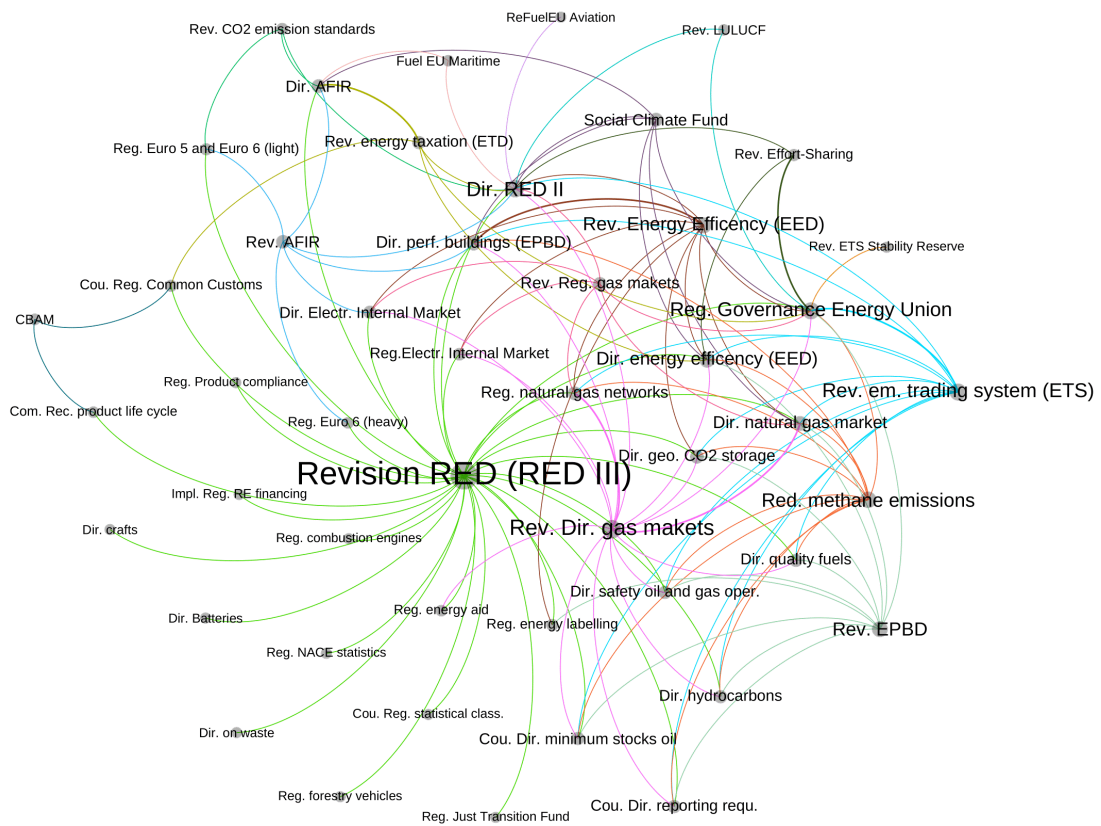 ReFuelEU Aviation
Rev. CO2 emission standards
Rev. LULUCF
Fuel EU Maritime
Dir. AFIR
Social Climate Fund
Rev. energy taxation (ETD)
Reg. Euro 5 and Euro 6 (light)
Rev. Effort-Sharing
Dir. RED II
Rev. Energy Efficency (EED)
Rev. AFIR
Dir. perf. buildings (EPBD)
Rev. ETS Stability Reserve
Cou. Reg. Common Customs
Rev. Reg. gas makets
CBAM
Dir. Electr. Internal Market
Reg. Governance Energy Union
Reg.Electr. Internal Market
Dir. energy efficency (EED)
Reg. Product compliance
Reg. natural gas networks
Rev. em. trading system (ETS)
Com. Rec. product life cycle
Reg. Euro 6 (heavy)
Dir. natural gas market
Dir. geo. CO2 storage
Revision RED (RED III)
Impl. Reg. RE financing
Red. methane emissions
Dir. crafts
Reg. combustion engines
Rev. Dir. gas makets
Dir. quality fuels
Dir. safety oil and gas oper.
Dir. Batteries
Reg. energy aid
Reg. energy labelling
Rev. EPBD
Reg. NACE statistics
Dir. hydrocarbons
Cou. Reg. statistical class.
Dir. on waste
Cou. Dir. minimum stocks oil
Reg. forestry vehicles
Cou. Dir. reporting requ.
Reg. Just Transition Fund